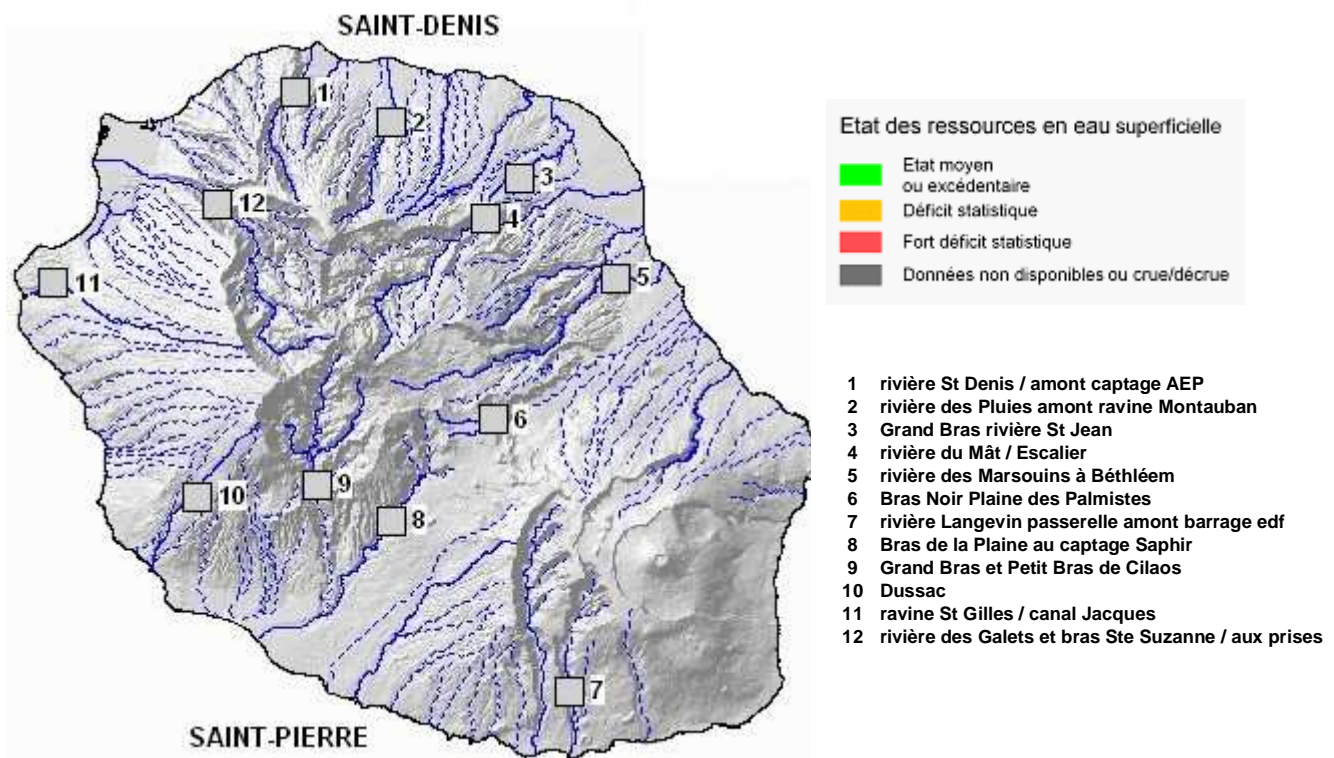 SAINT-DENIS
1
2
3
12
4
11
5
6
9
10
8
7
SAINT-PIERRE
Etat des ressources en eau superficielle
Etat moyen
ou excédentaire
Déficit statistique
Fort déficit statistique
Données non disponibles ou crue/décrue
1 rivière St Denis / amont captage AEP
2 rivière des Pluies amont ravine Montauban
3 Grand Bras rivière St Jean
4 rivière du Mât / Escalier
5 rivière des Marsouins à Béthléem
6 Bras Noir Plaine des Palmistes
7 rivière Langevin passerelle amont barrage edf
8 Bras de la Plaine au captage Saphir
9 Grand Bras et Petit Bras de Cilaos
10 Dussac
11 ravine St Gilles / canal Jacques
12 rivière des Galets et bras Ste Suzanne / aux prises